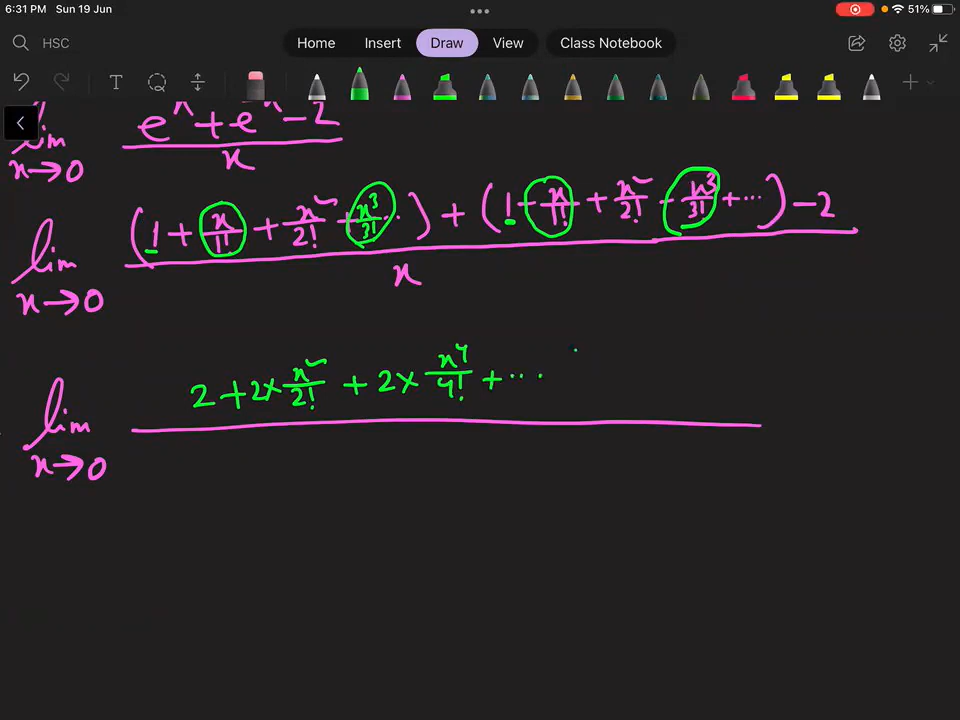 6:31 PM Sun 19 Jun 51%
HSC Home Insert Draw View Class Notebook
T
lim x→0 (e^x + e^x − 2)/x
lim x→0 ((1 + x/1! + x²/2! + x³/3! ...) + (1 − x/1! + x²/2! − x³/3! + ...) − 2)/x
lim x→0 2 + 2× x²/2! + 2× x⁴/4! + ...